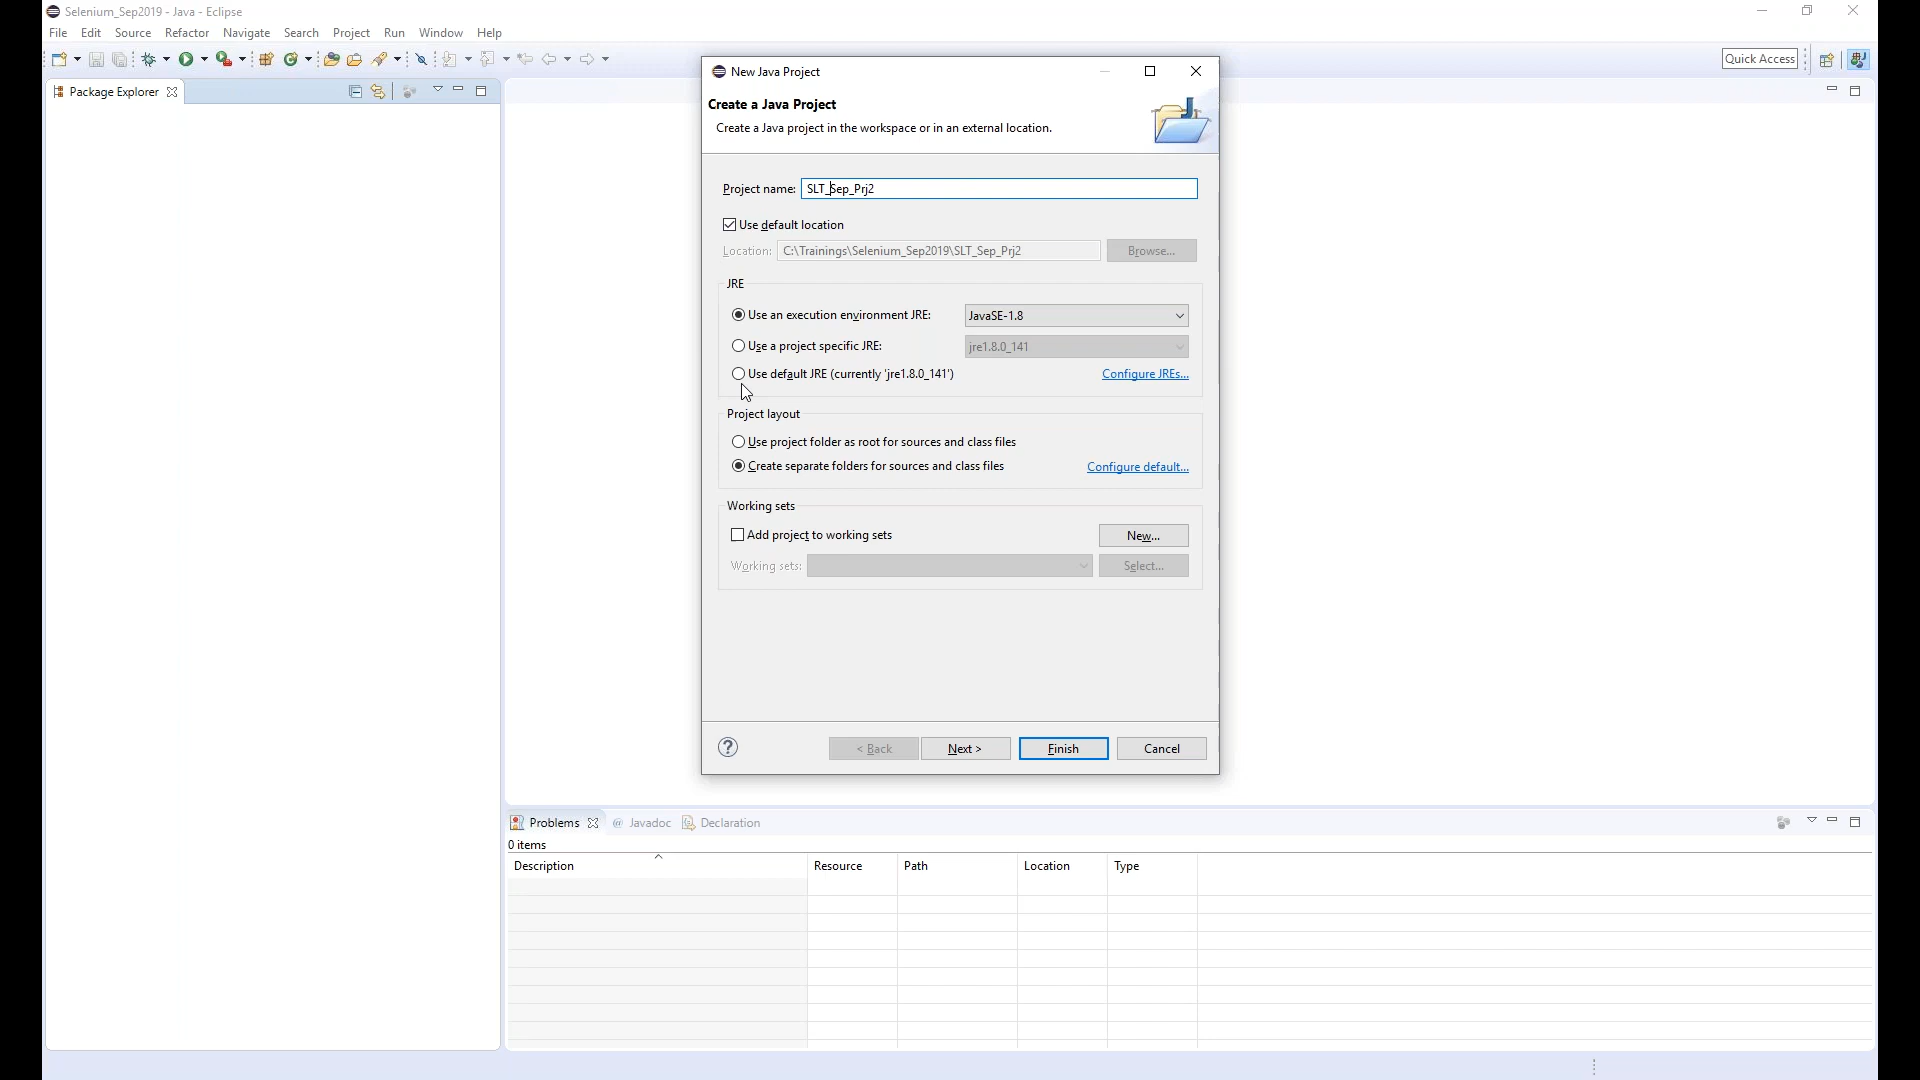 Selenium_Sep2019 - Java - Eclipse
File Edit Source Refactor Navigate Search Project Run Window Help
Quick Access
Package Explorer
New Java Project
Create a Java Project
Create a Java project in the workspace or in an external location.
Project name: SLT_Sep_Prj2
Use default location
Location: C:\Trainings\Selenium_Sep2019\SLT_Sep_Prj2 Browse...
JRE
Use an execution environment JRE: JavaSE-1.8
Use a project specific JRE: jre1.8.0_141
Use default JRE (currently 'jre1.8.0_141') Configure JREs...
Project layout
Use project folder as root for sources and class files
Create separate folders for sources and class files Configure default...
Working sets
Add project to working sets New...
Working sets: Select...
< Back Next > Finish Cancel
Problems @ Javadoc Declaration
0 items
Description Resource Path Location Type